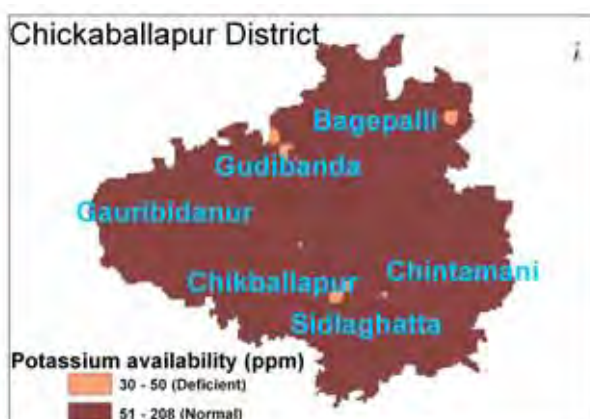 Chickaballapur District
i
Bagepalli
Gudibanda
Gauribidanur
Chikballapur
Chintamani
Sidlaghatta
Potassium availability (ppm)
30 - 50 (Deficient)
51 - 208 (Normal)